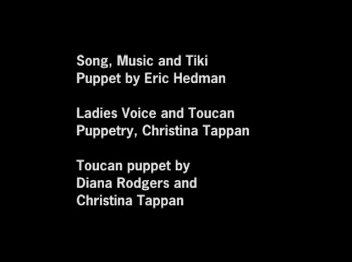 Song, Music and Tiki
Puppet by Eric Hedman
Ladies Voice and Toucan
Puppetry, Christina Tappan
Toucan puppet by
Diana Rodgers and
Christina Tappan